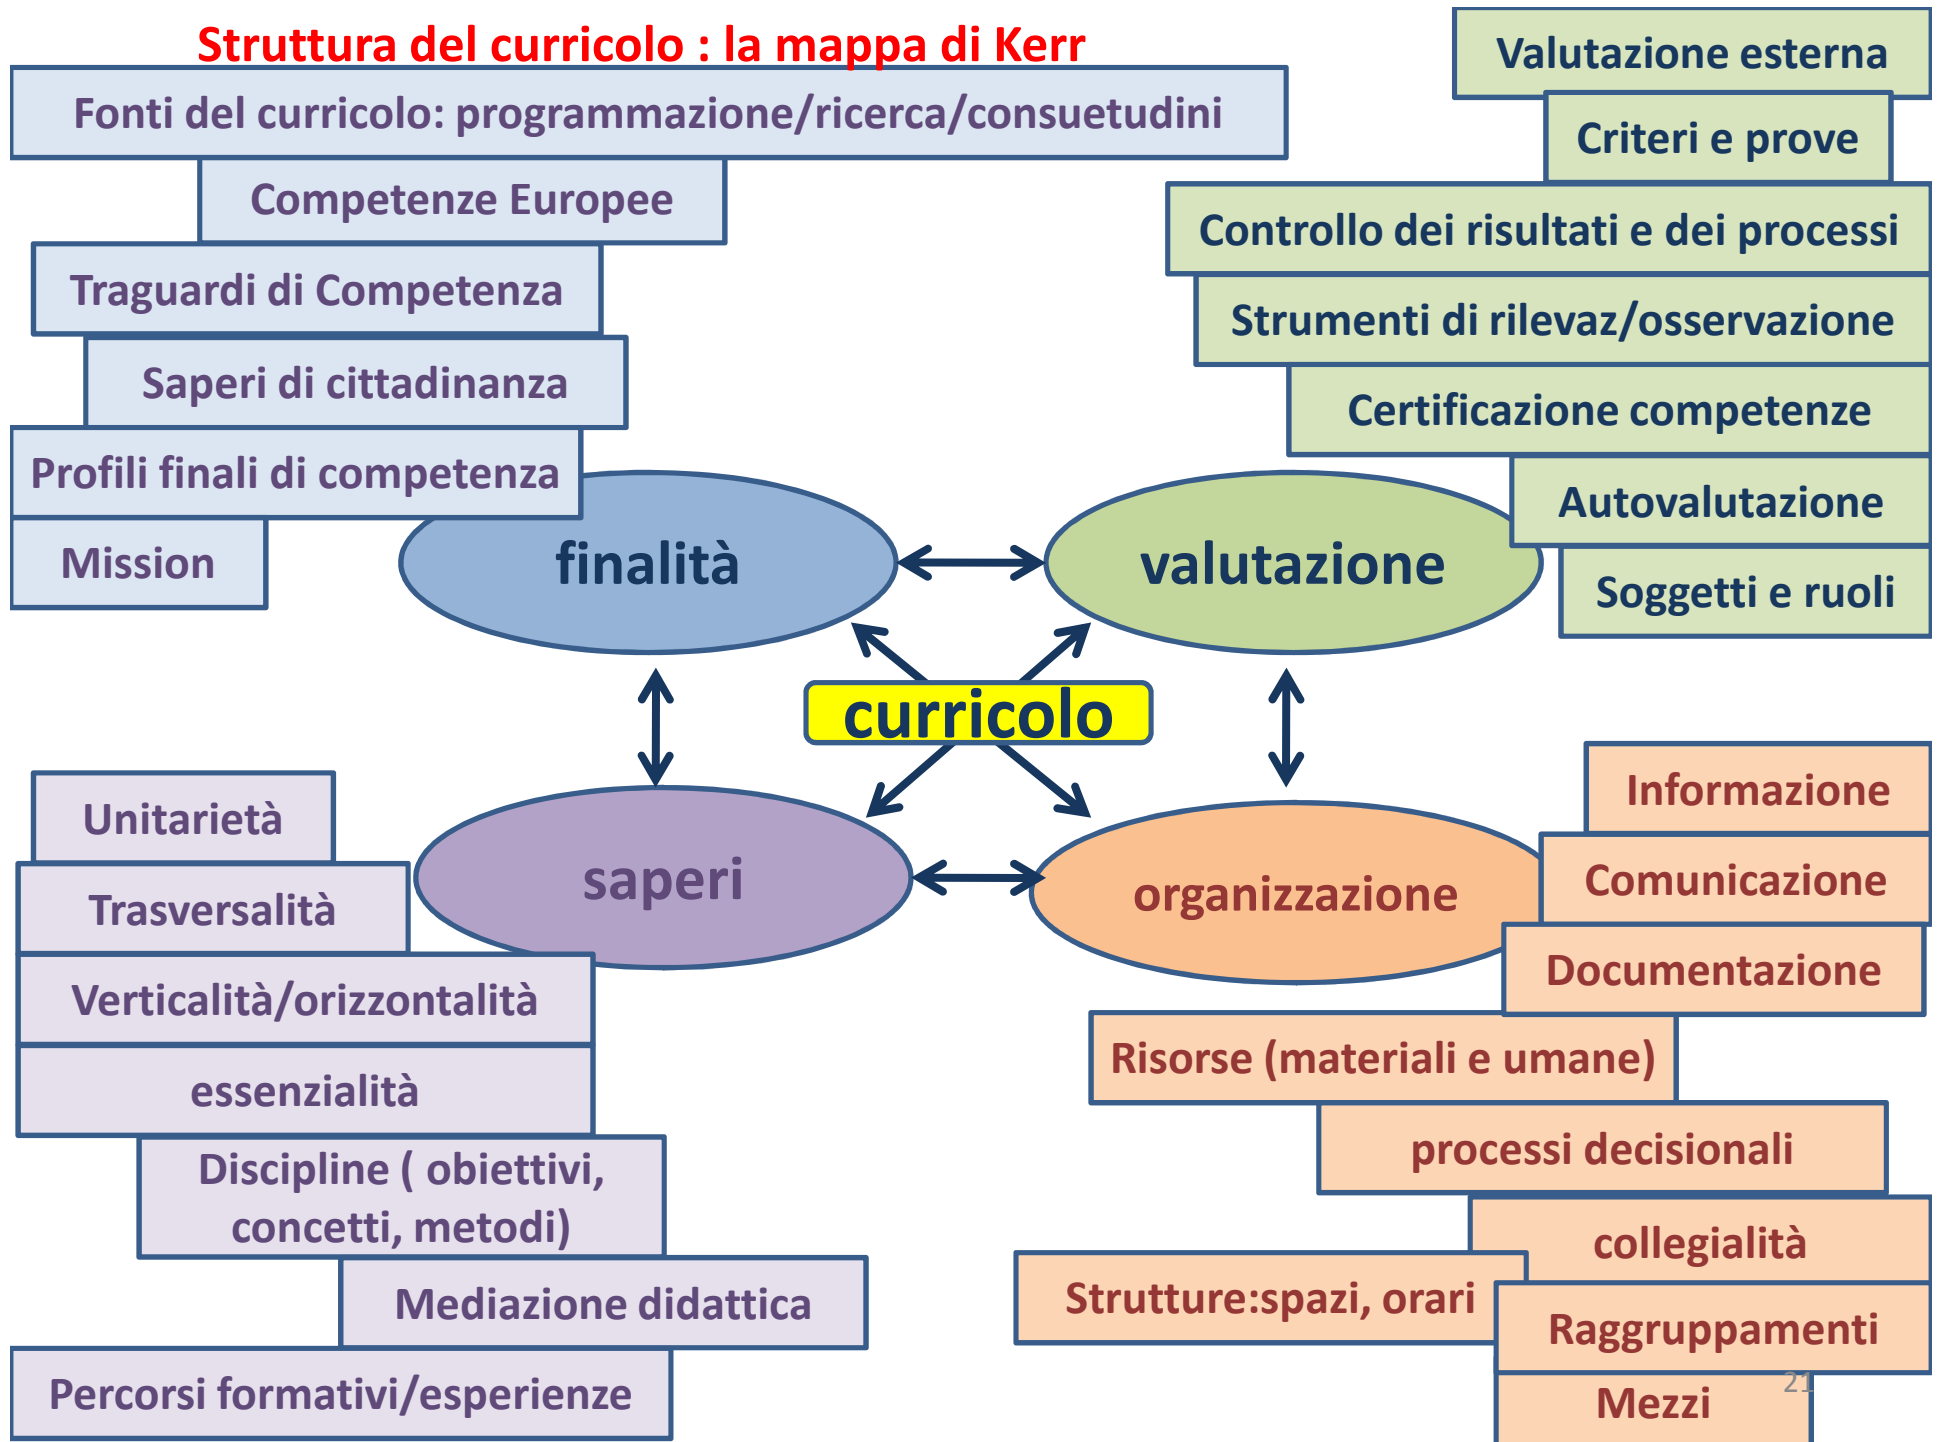 Struttura del curricolo : la mappa di Kerr
Fonti del curricolo: programmazione/ricerca/consuetudini
Competenze Europee
Traguardi di Competenza
Saperi di cittadinanza
Profili finali di competenza
Mission
Valutazione esterna
Criteri e prove
Controllo dei risultati e dei processi
Strumenti di rilevaz/osservazione
Certificazione competenze
Autovalutazione
Soggetti e ruoli
finalità
valutazione
curricolo
saperi
organizzazione
Unitarietà
Trasversalità
Verticalità/orizzontalità
essenzialità
Discipline ( obiettivi,
concetti, metodi)
Mediazione didattica
Percorsi formativi/esperienze
Informazione
Comunicazione
Documentazione
Risorse (materiali e umane)
processi decisionali
collegialità
Strutture:spazi, orari
Raggruppamenti
Mezzi
21